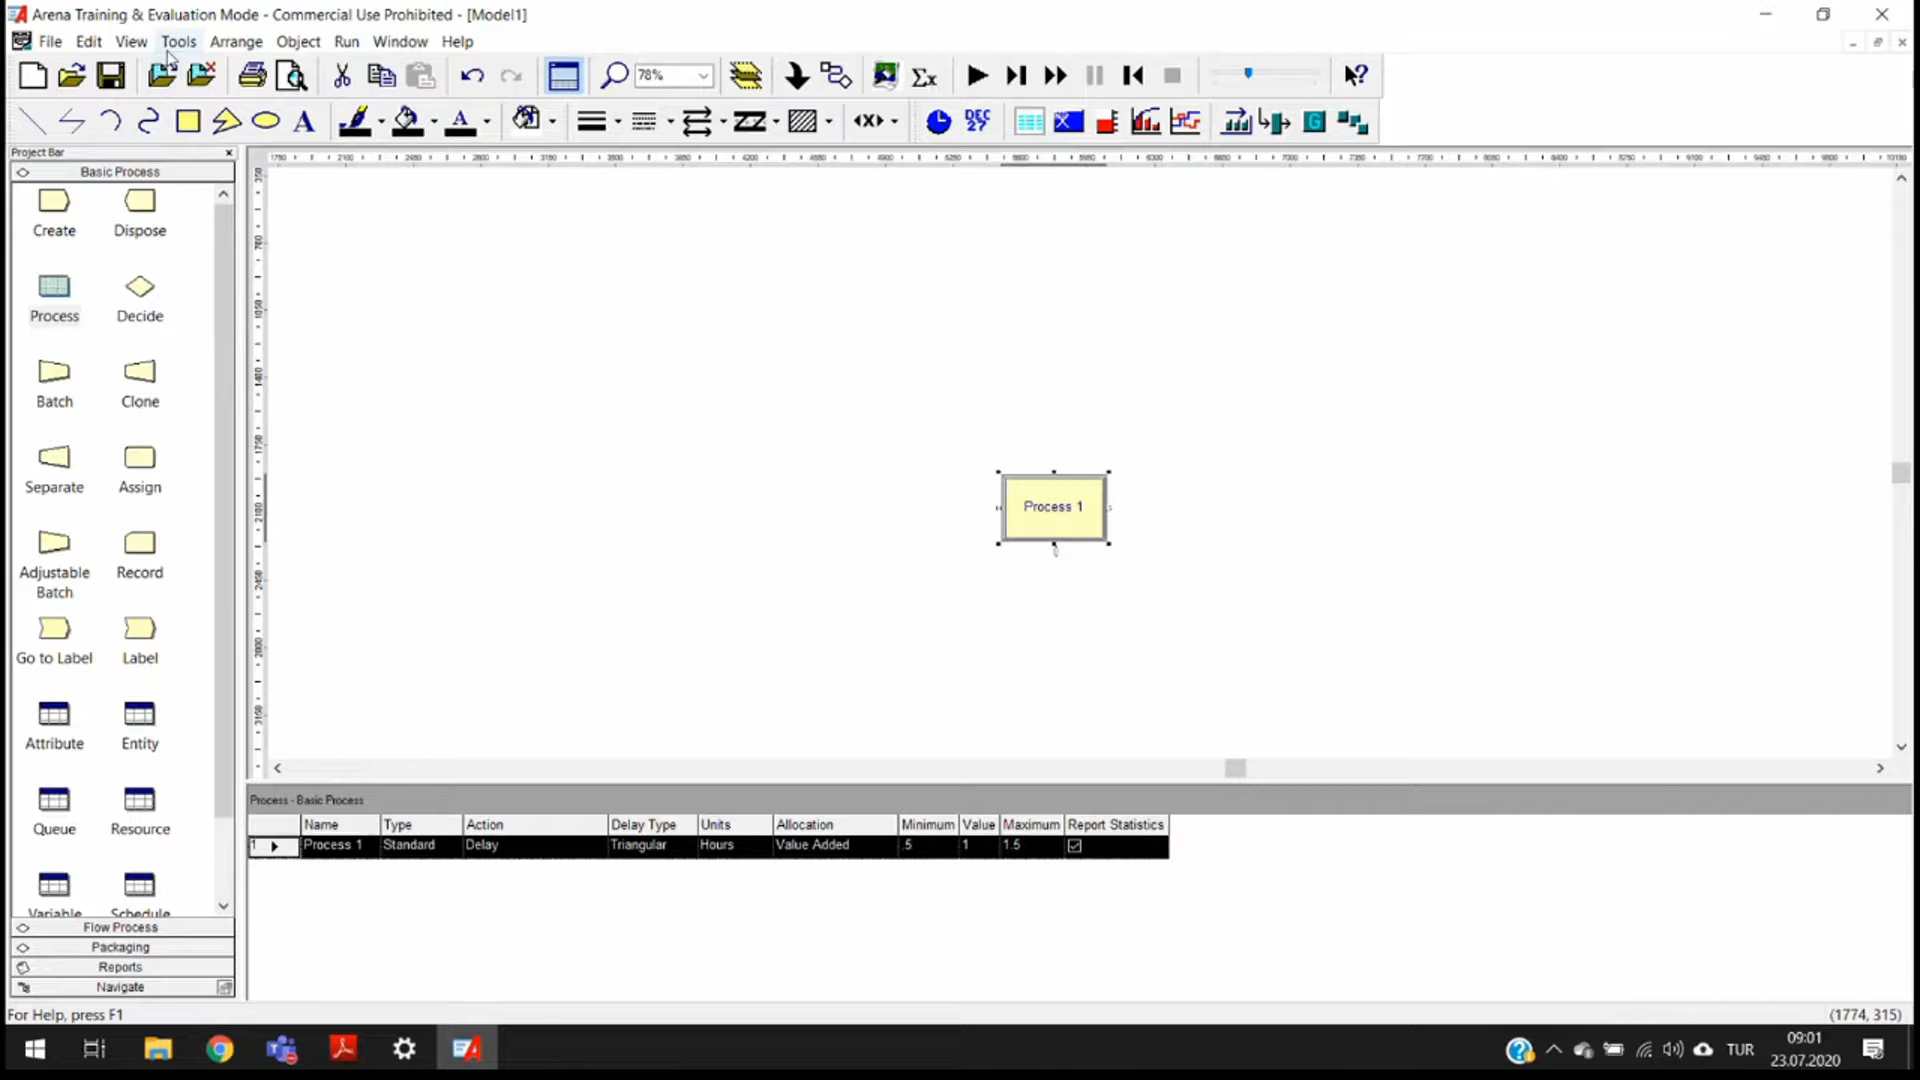 Arena Training & Evaluation Mode - Commercial Use Prohibited - [Model1]
File Edit View Tools Arrange Object Run Window Help
78%
DEC 27
Project Bar
Basic Process
Create Dispose
Process Decide
Batch Clone
Separate Assign
Adjustable Batch Record
Go to Label Label
Attribute Entity
Queue Resource
Variable Schedule
Flow Process
Packaging
Reports
Navigate
Process 1
Process - Basic Process
Name Type Action Delay Type Units Allocation Minimum Value Maximum Report Statistics
1 Process 1 Standard Delay Triangular Hours Value Added .5 1 1.5
For Help, press F1
(1774, 315)
TUR
09:01
23.07.2020